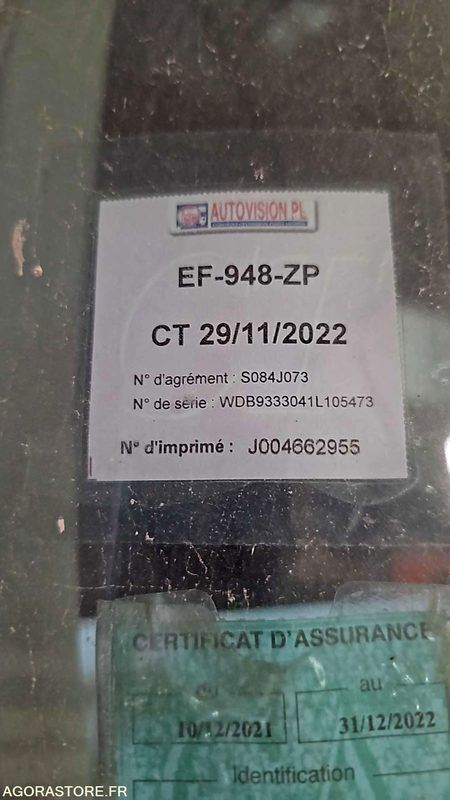 AUTOVISION PL
EF-948-ZP
CT 29/11/2022
N° d'agrément : S084J073
N° de série : WDB9333041L105473
N° d'imprimé : J004662955
CERTIFICAT D'ASSURANCE
du au
10/12/2021 31/12/2022
Identification
AGORASTORE.FR